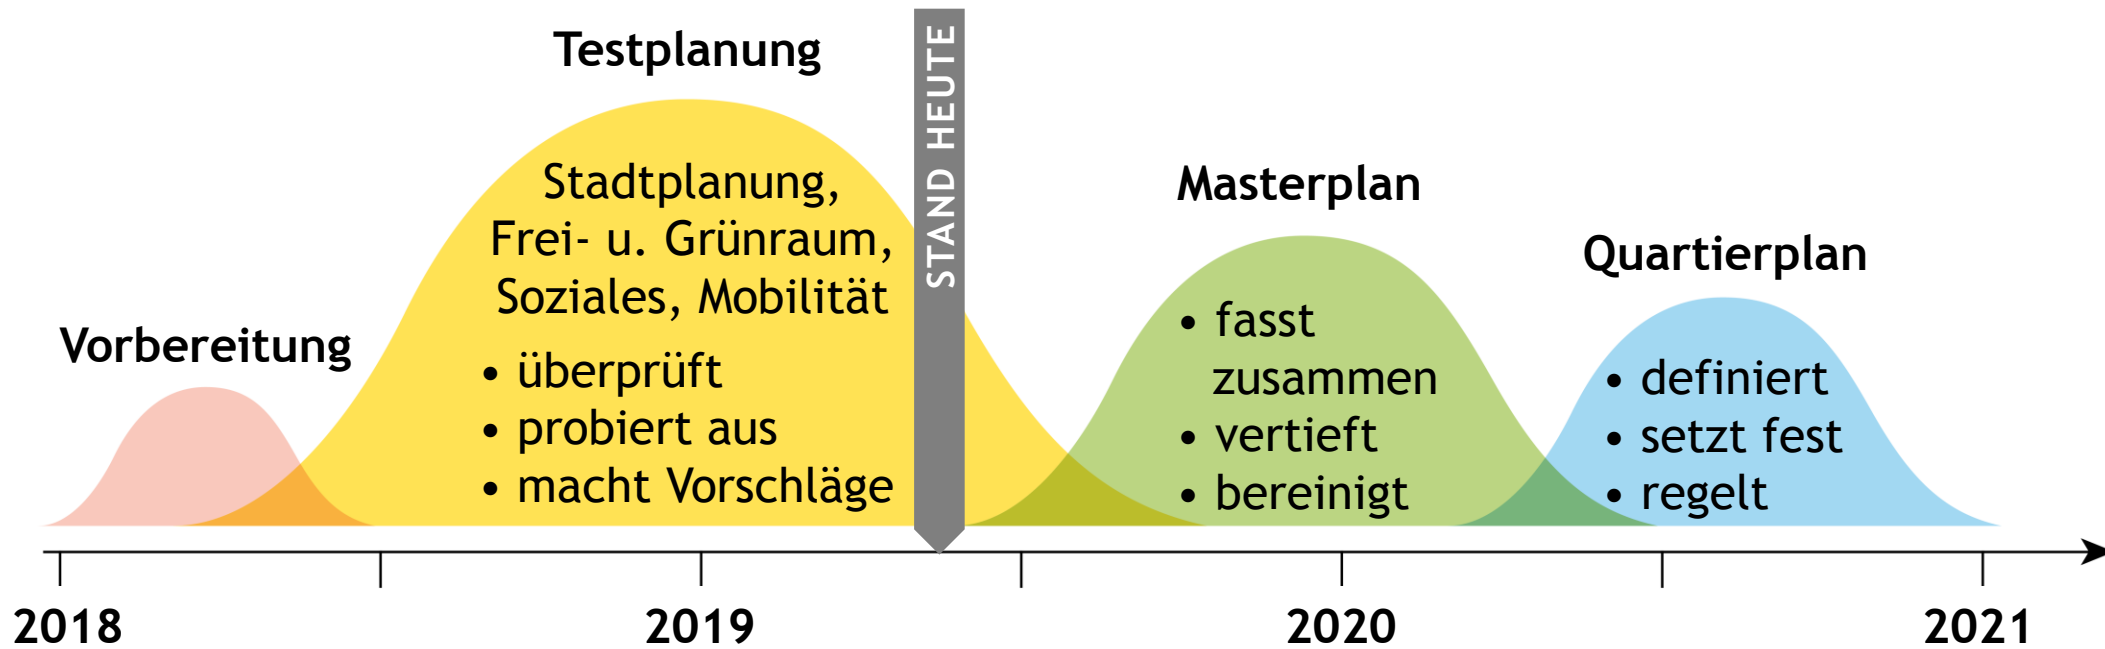 Vorbereitung
Testplanung
Stadtplanung,
Frei- u. Grünraum,
Soziales, Mobilität
• überprüft
• probiert aus
• macht Vorschläge
STAND HEUTE
Masterplan
• fasst
zusammen
• vertieft
• bereinigt
Quartierplan
• definiert
• setzt fest
• regelt
2018
2019
2020
2021